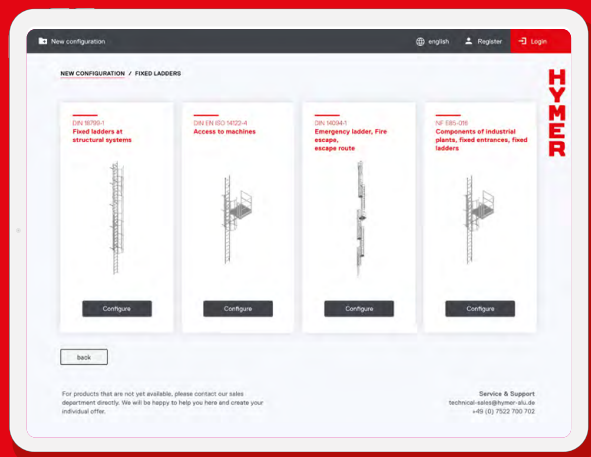 New configuration
english
Register
Login
NEW CONFIGURATION / FIXED LADDERS
HYMER
DIN 18799-1
Fixed ladders at
structural systems
DIN EN ISO 14122-4
Access to machines
DIN 14094-1
Emergency ladder, Fire
escape,
escape route
NF E85-016
Components of industrial
plants, fixed entrances, fixed
ladders
Configure
Configure
Configure
Configure
back
For products that are not yet available, please contact our sales
department directly. We will be happy to help you here and create your
individual offer.
Service & Support
technical-sales@hymer-alu.de
+49 (0) 7522 700 702